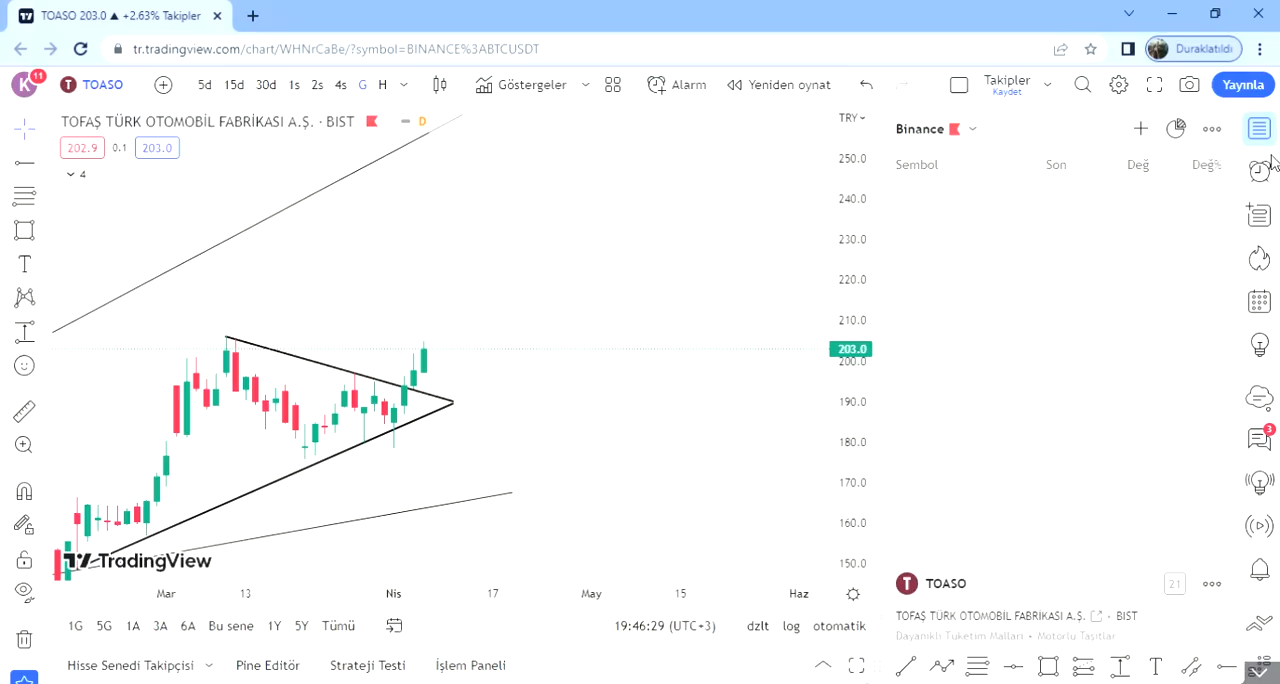 TOASO 203.0 ▲ +2.63% Takipler
tr.tradingview.com/chart/WHNrCaBe/?symbol=BINANCE%3ABTCUSDT
Duraklatıldı
K 11 T TOASO 5d 15d 30d 1s 2s 4s G H Göstergeler Alarm Yeniden oynat Takipler Yayınla
Kaydet
TOFAŞ TÜRK OTOMOBİL FABRİKASI A.Ş. · BIST D
202.9 0.1 203.0
4
TRY
250.0
240.0
230.0
220.0
210.0
203.0
200.0
190.0
180.0
170.0
160.0
150.0
TradingView
Mar 13 Nis 17 May 15 Haz
1G 5G 1A 3A 6A Bu sene 1Y 5Y Tümü 19:46:29 (UTC+3) dzlt log otomatik
Hisse Senedi Takipçisi Pine Editör Strateji Testi İşlem Paneli
Binance
Sembol Son Değ Değ%
3
T TOASO 21
TOFAŞ TÜRK OTOMOBİL FABRİKASI A.Ş. · BIST
Dayanıklı Tüketim Malları • Motorlu Taşıtlar